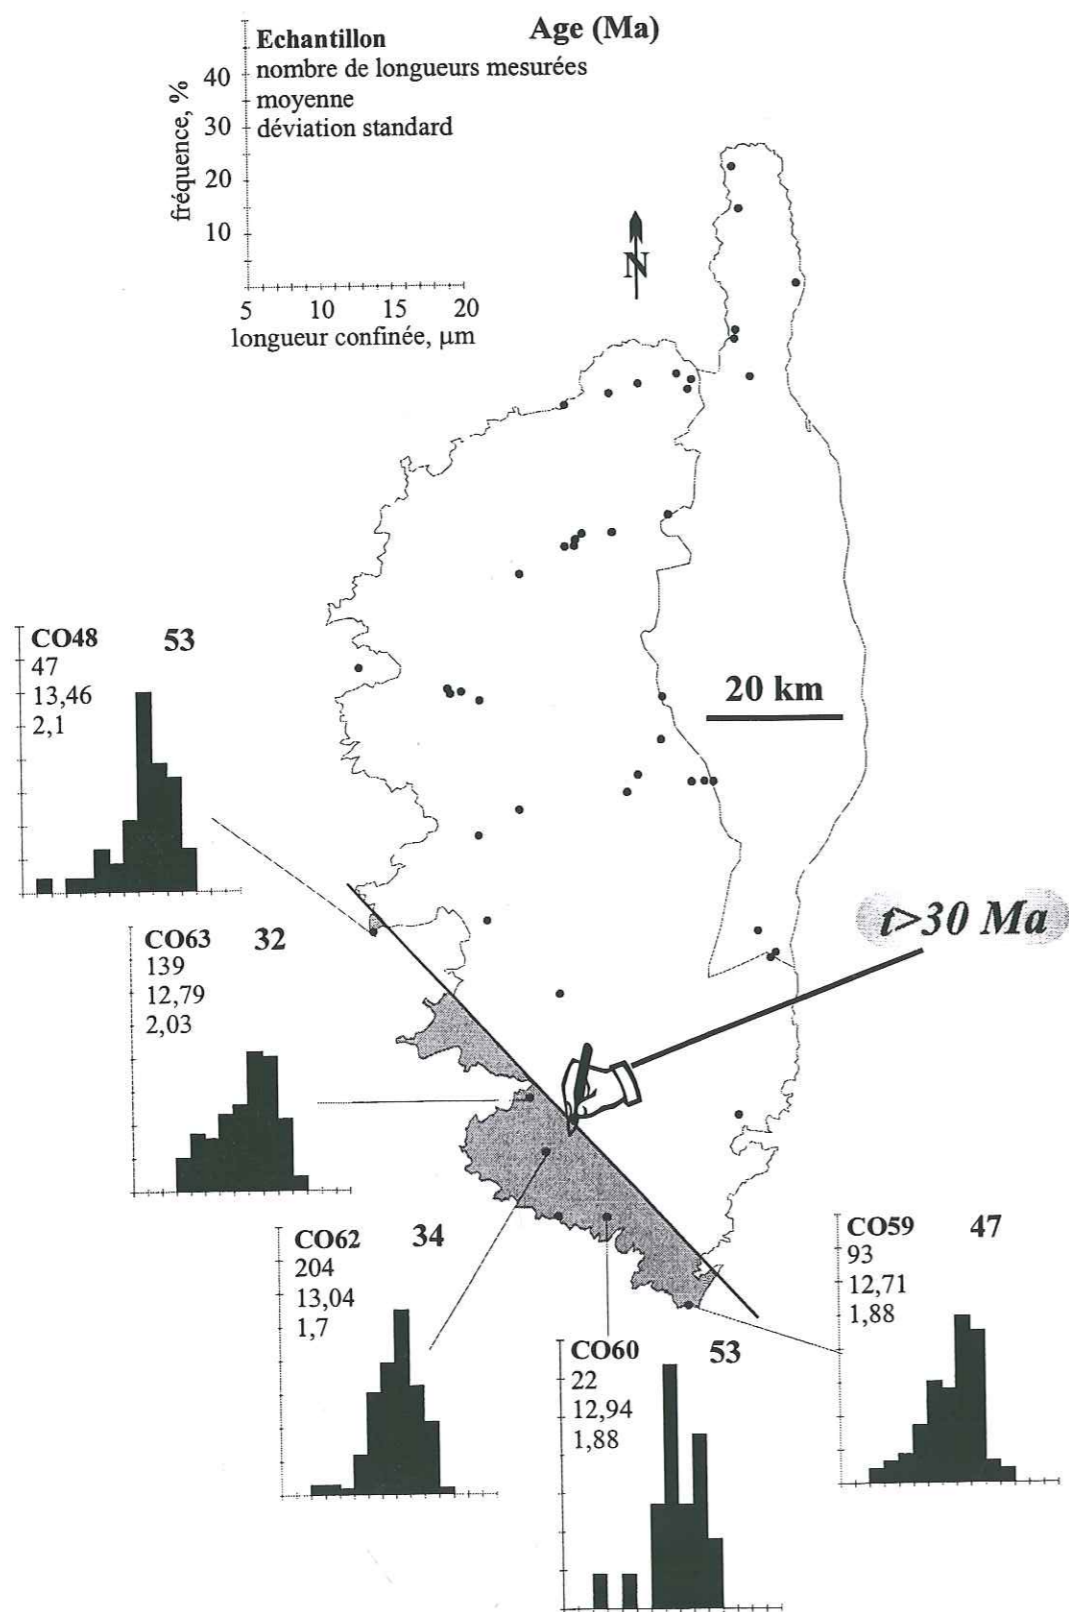 Age (Ma)
Echantillon
nombre de longueurs mesurées
moyenne
déviation standard
fréquence, %
40
30
20
10
5 10 15 20
longueur confinée, µm
N
20 km
t>30 Ma
CO48 53
47
13,46
2,1
CO63 32
139
12,79
2,03
CO62 34
204
13,04
1,7
CO60 53
22
12,94
1,88
CO59 47
93
12,71
1,88